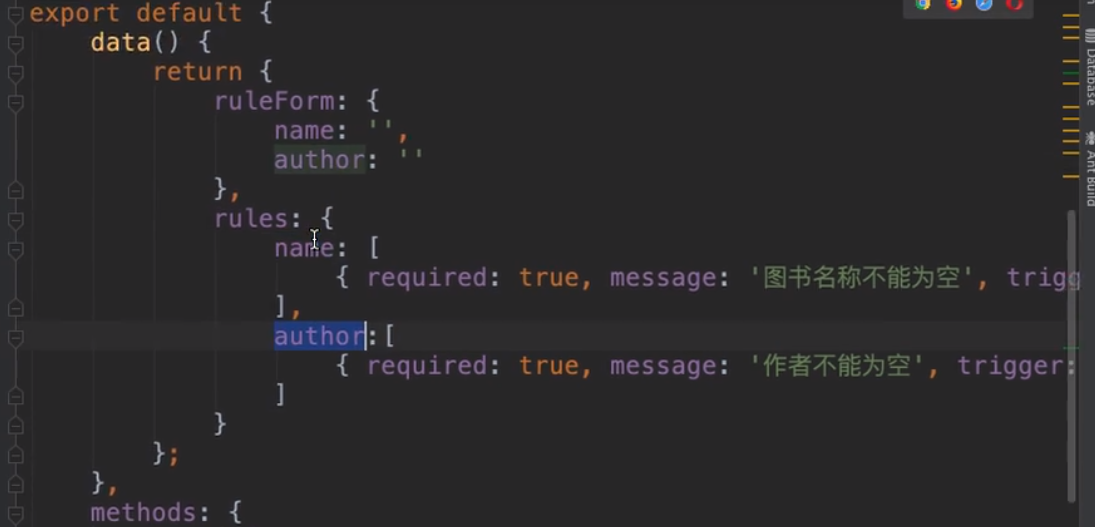 export default {
data() {
return {
ruleForm: {
name: '',
author: ''
},
rules: {
name: [
{ required: true, message: '图书名称不能为空', trigg
],
author:[
{ required: true, message: '作者不能为空', trigger:
]
}
};
},
methods: {
Database
Ant Build